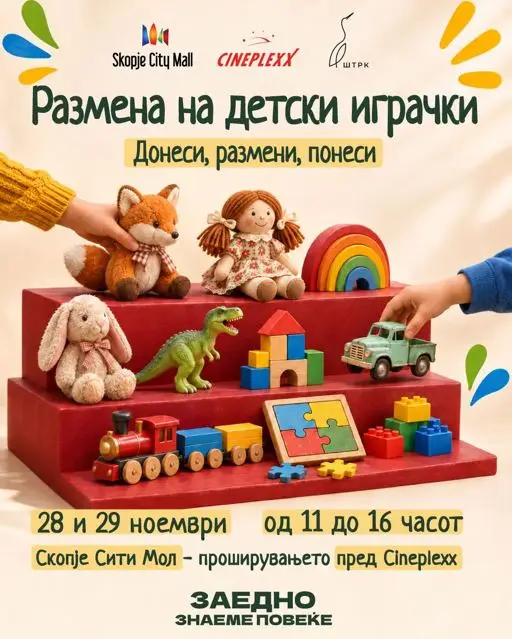 Skopje City Mall
CINEPLEXX
ШТРК
Размена на детски играчки
Донеси, размени, понеси
28 и 29 ноември од 11 до 16 часот
Скопје Сити Мол – проширувањето пред Cineplexx
ЗАЕДНО
ЗНАЕМЕ ПОВЕЌЕ